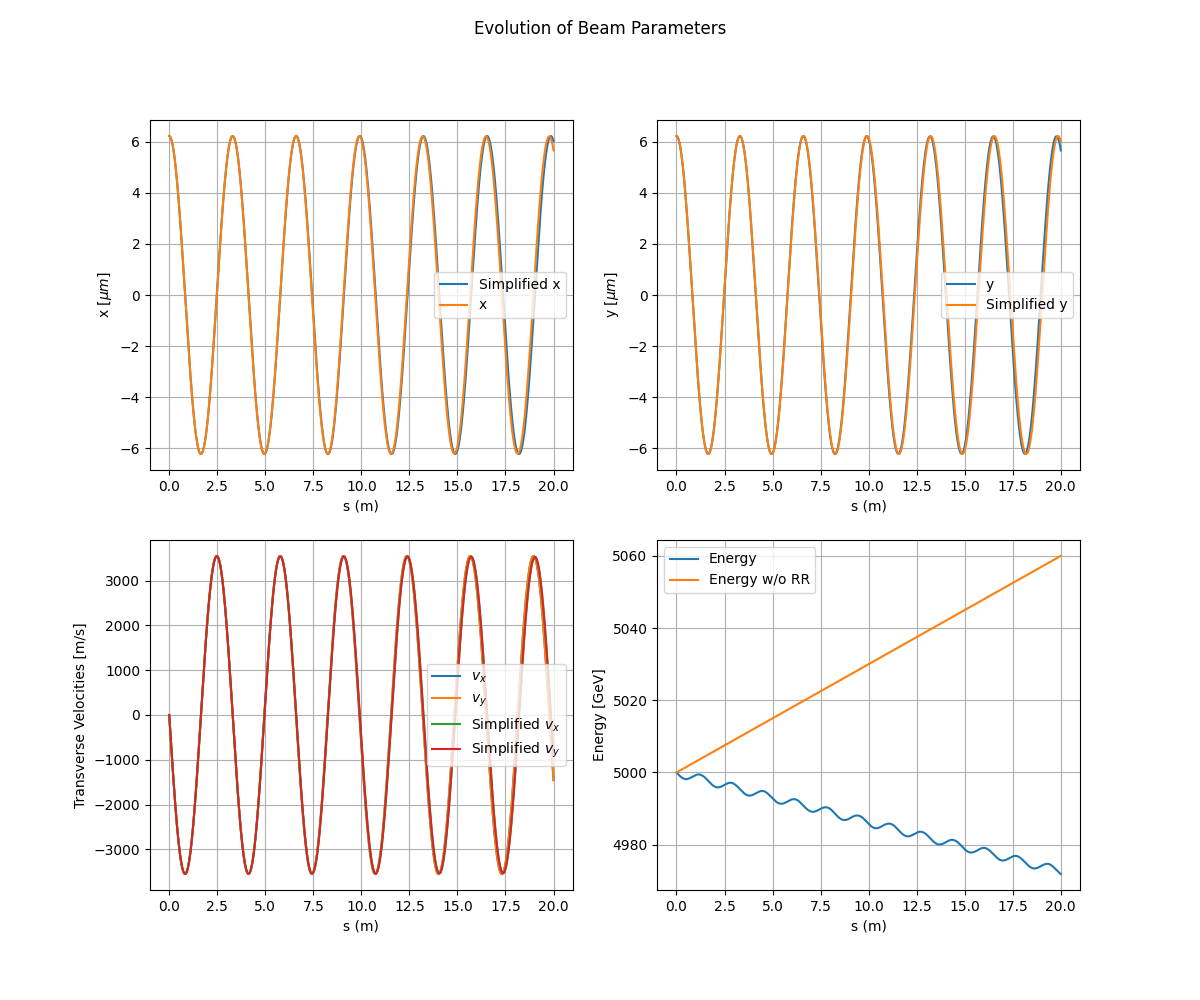 Evolution of Beam Parameters
x [μm]
6
4
2
0
−2
−4
−6
Simplified x
x
0.0 2.5 5.0 7.5 10.0 12.5 15.0 17.5 20.0
s (m)
y [μm]
6
4
2
0
−2
−4
−6
y
Simplified y
0.0 2.5 5.0 7.5 10.0 12.5 15.0 17.5 20.0
s (m)
Transverse Velocities [m/s]
3000
2000
1000
0
−1000
−2000
−3000
vₓ
v_y
Simplified vₓ
Simplified v_y
0.0 2.5 5.0 7.5 10.0 12.5 15.0 17.5 20.0
s (m)
Energy [GeV]
5060
5040
5020
5000
4980
Energy
Energy w/o RR
0.0 2.5 5.0 7.5 10.0 12.5 15.0 17.5 20.0
s (m)